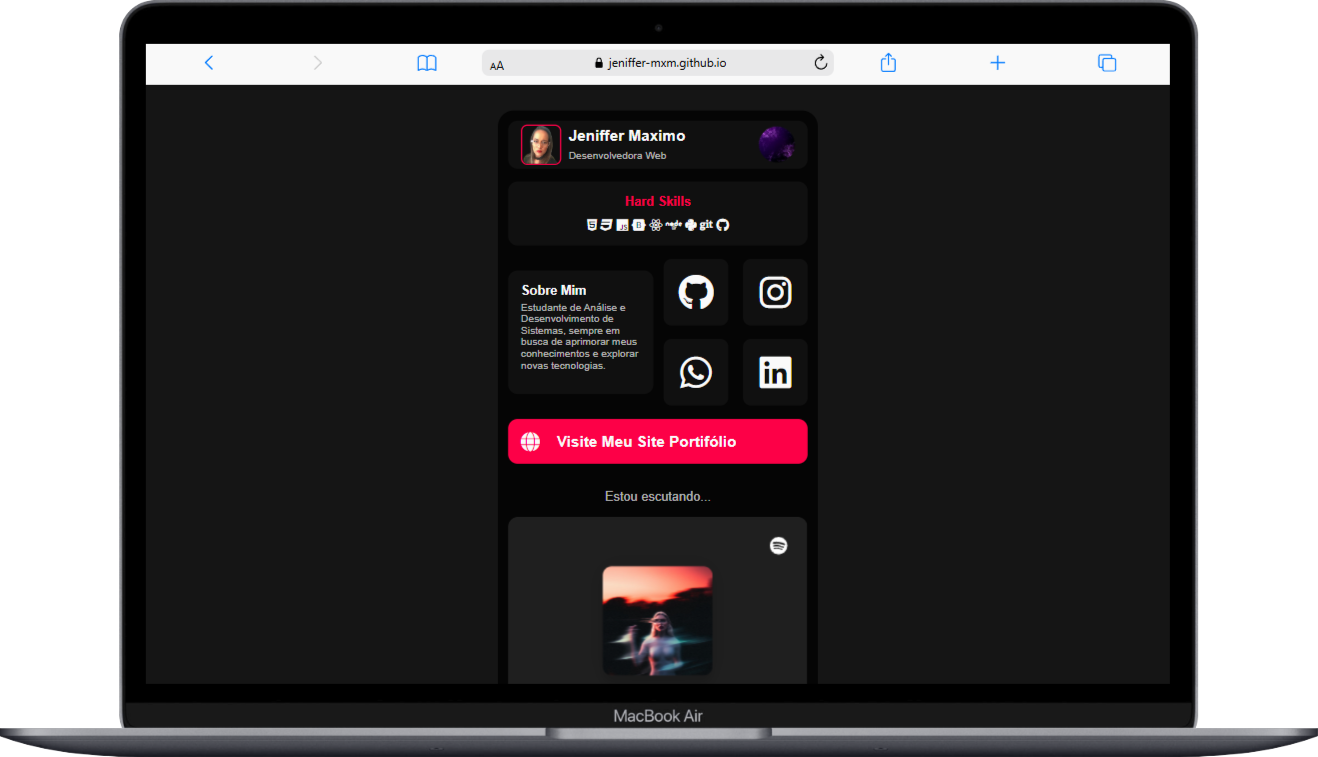 AA
jeniffer-mxm.github.io
Jeniffer Maximo
Desenvolvedora Web
Hard Skills
JS
B
node
git
Sobre Mim
Estudante de Análise e
Desenvolvimento de
Sistemas, sempre em
busca de aprimorar meus
conhecimentos e explorar
novas tecnologias.
in
Visite Meu Site Portifólio
Estou escutando...
MacBook Air